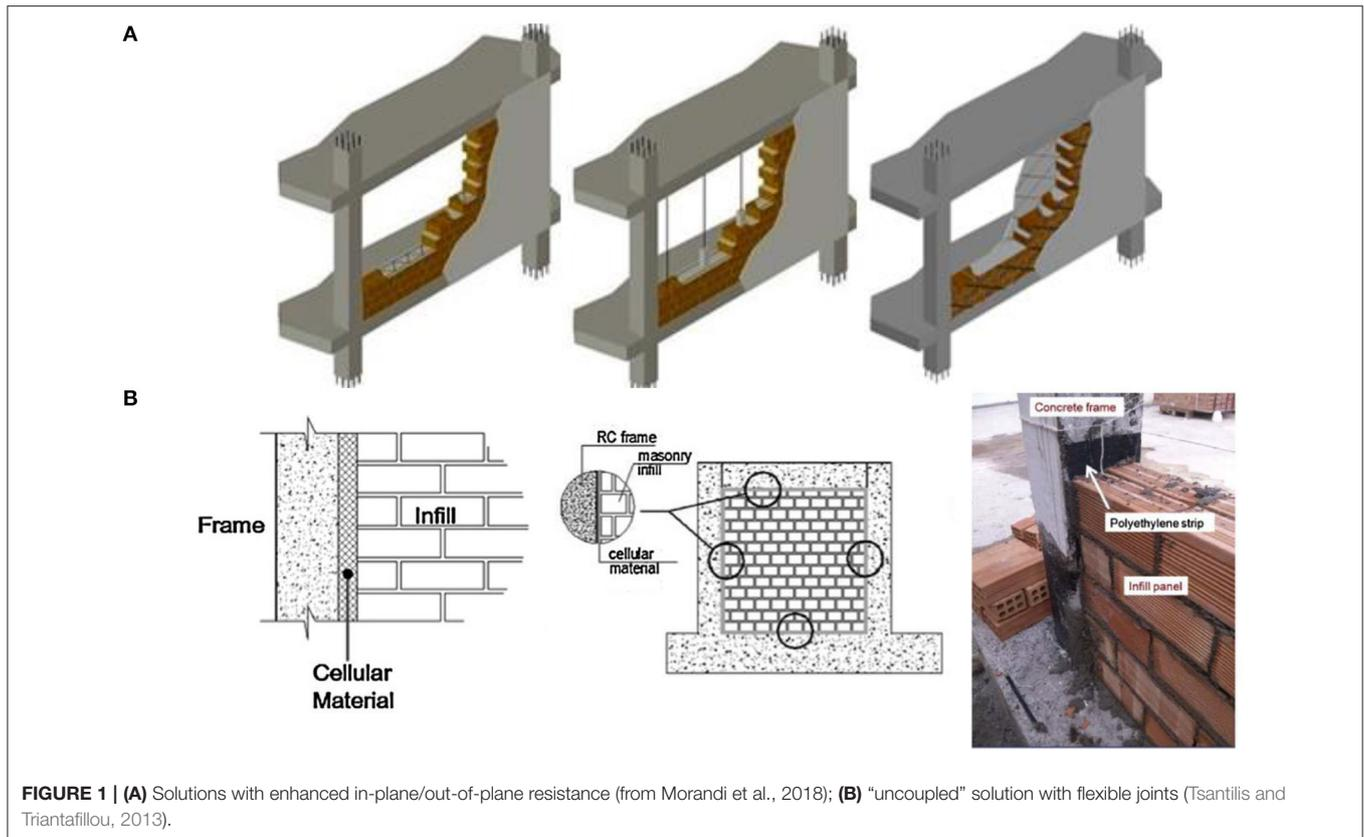 A
B
Frame
Infill
Cellular
Material
RC frame
masonry
infill
cellular
material
Concrete frame
Polyethylene strip
Infill panel
FIGURE 1 | (A) Solutions with enhanced in-plane/out-of-plane resistance (from Morandi et al., 2018); (B) “uncoupled” solution with flexible joints (Tsantilis and
Triantafillou, 2013).